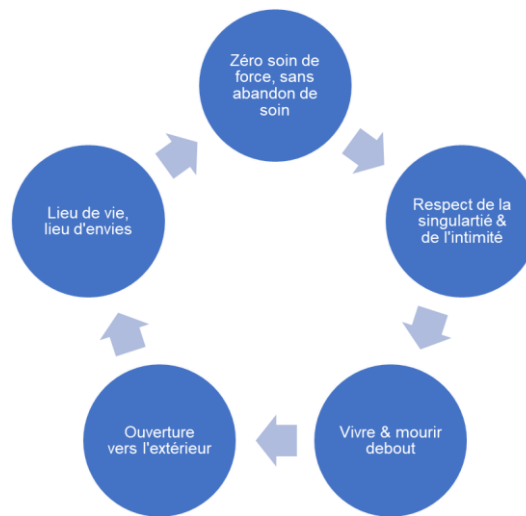 Zéro soin de
force, sans
abandon de
soin
Respect de la
singulartié &
de l'intimité
Vivre & mourir
debout
Ouverture
vers l'extérieur
Lieu de vie,
lieu d'envies